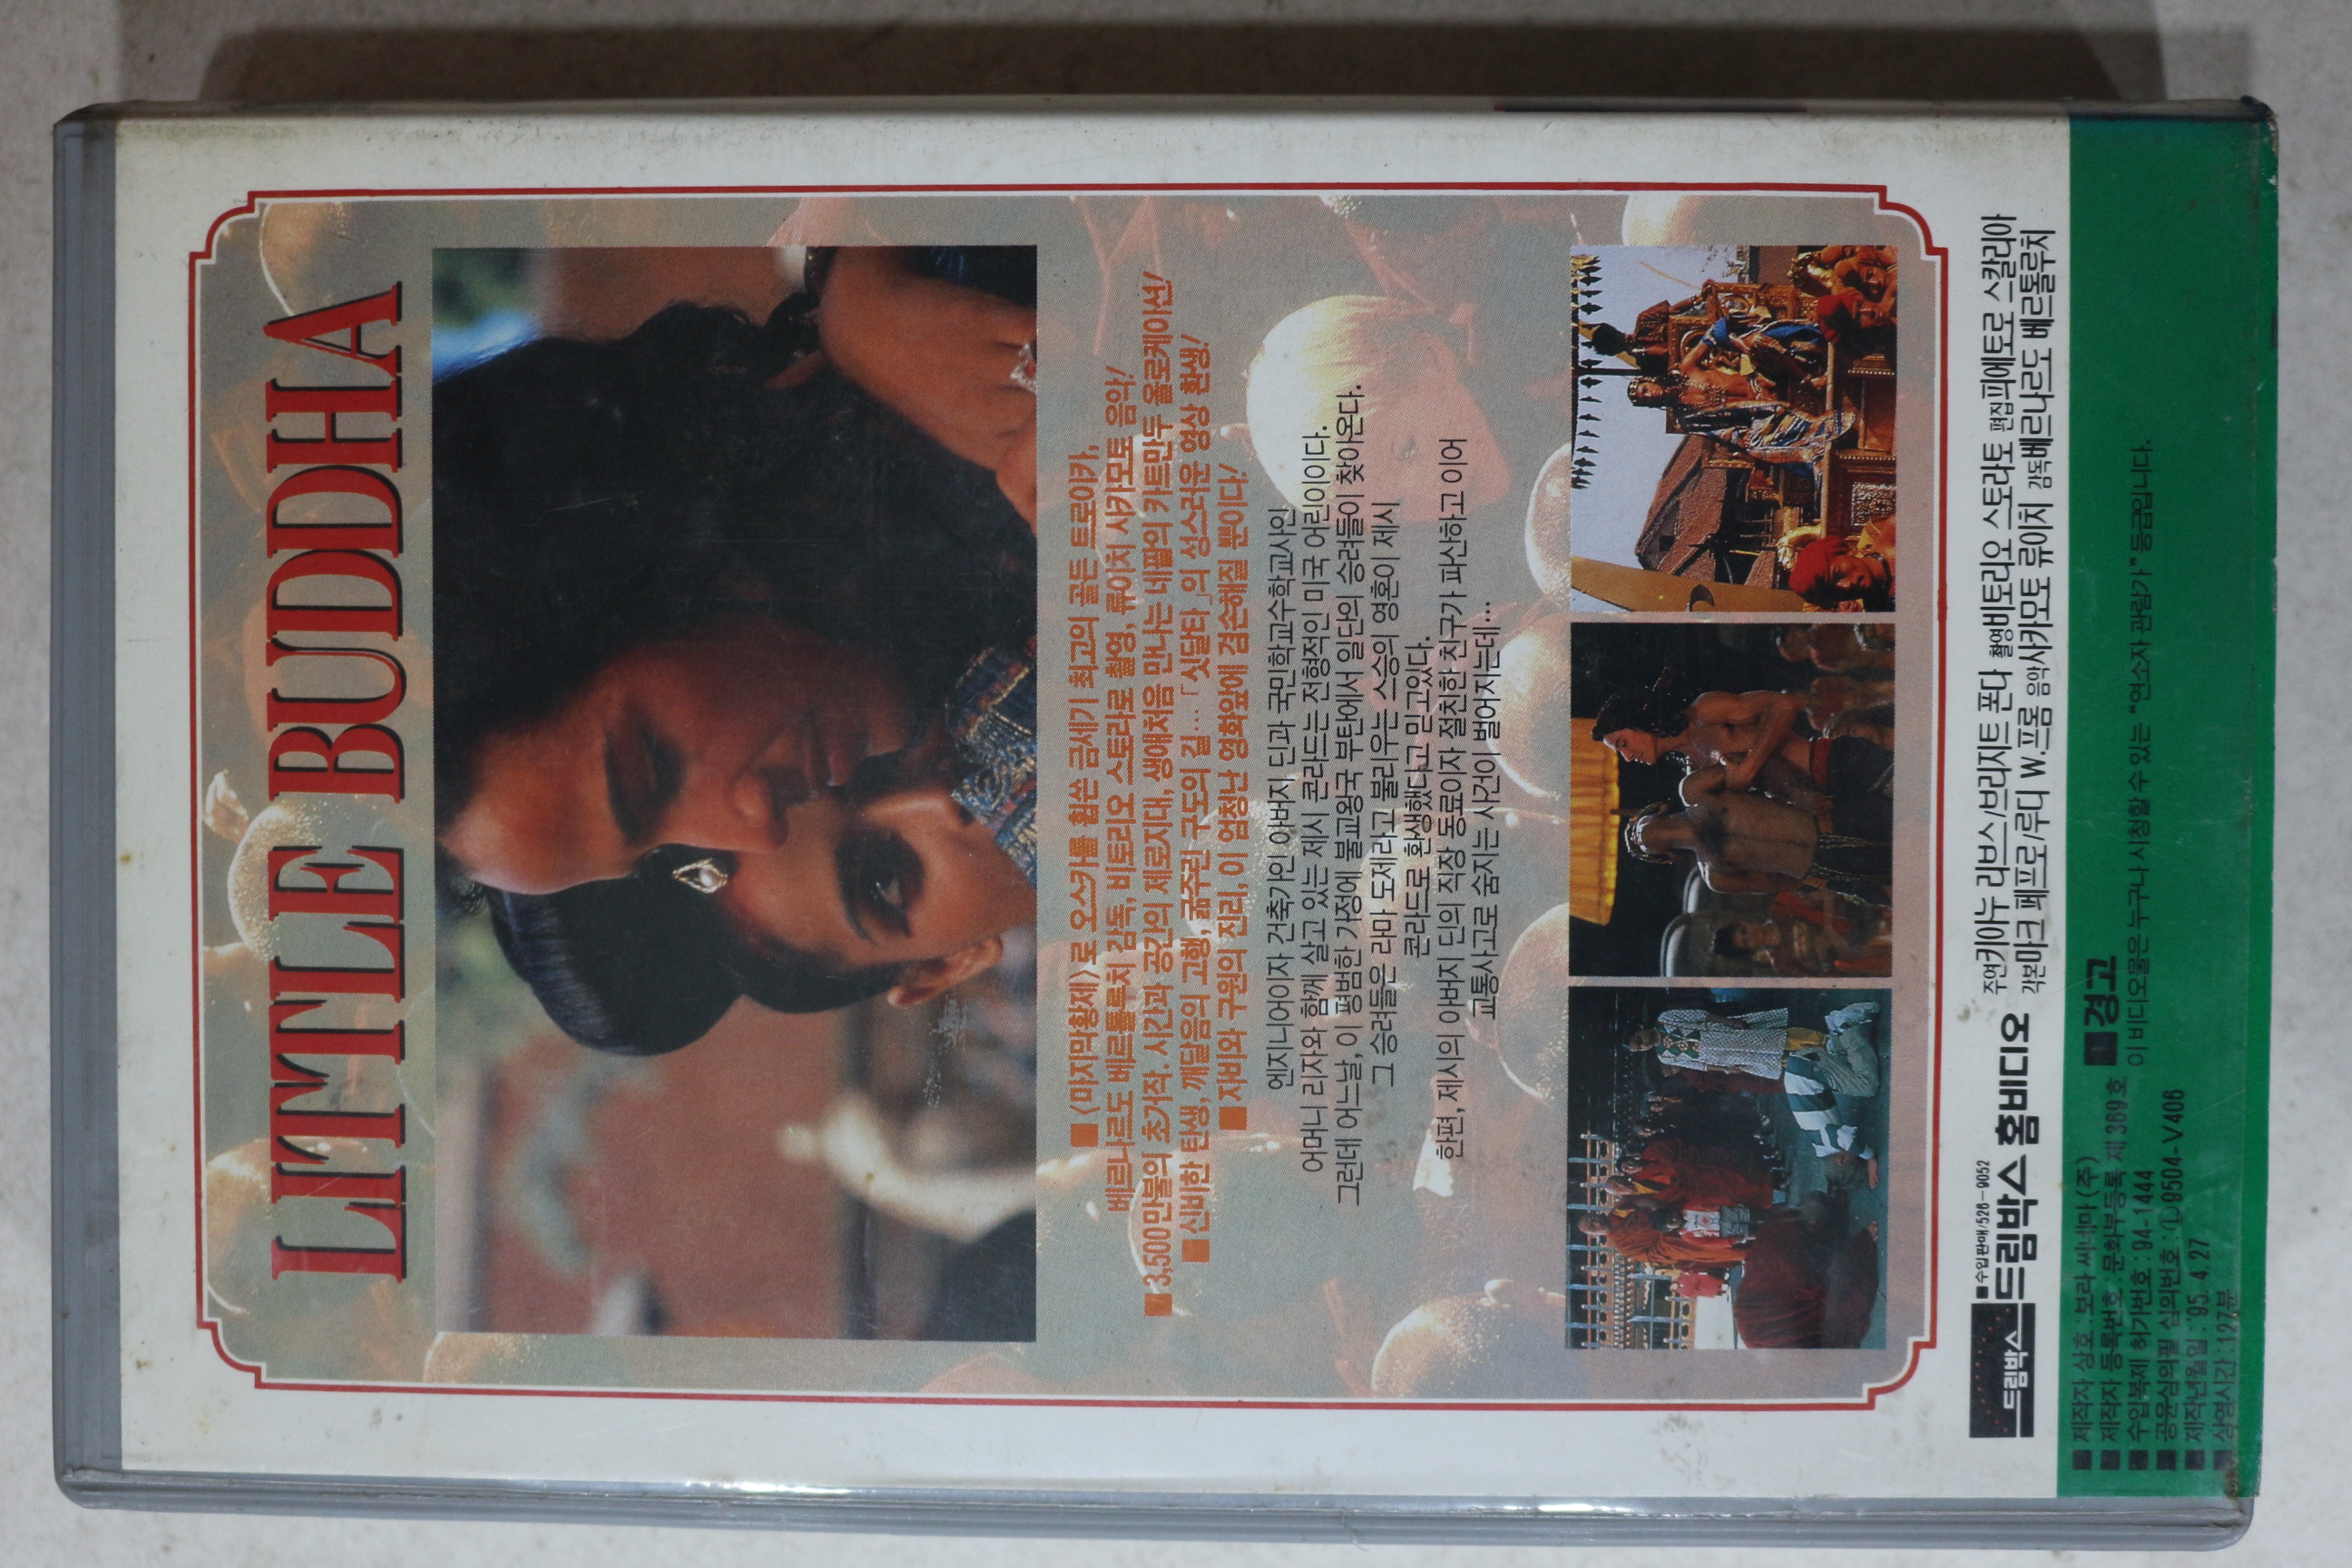 LITTLE BUDDHA
■ <마지막황제>로 오스카를 휩쓴 금세기 최고의 골든 트로이카,
베르나르도 베르톨루치 감독, 비토리오 스토라로 촬영, 류이치 사카모토 음악!
■ 3,500만불의 초거작. 시간과 공간의 제로지대, 생애처음 만나는 네팔의 카트만두 올로케이션!
■ 신비한 탄생, 깨달음의 고행, 굶주린 구도의 길…「싯달타」의 성스러운 영상 환생!
■ 자비와 구원의 진리, 이 엄청난 영화앞에 겸손해질 뿐이다!
엔지니어이자 건축가인 아버지 딘과 국민학교수학교사인
어머니 리자와 함께 살고 있는 제시 콘라드는 전형적인 미국 어린이이다.
그런데 어느날, 이 평범한 가정에 불교왕국 부탄에서 일단의 승려들이 찾아온다.
그 승려들은 라마 도제라고 불리우는 스승의 영혼이 제시
콘라드로 환생했다고 믿고있다.
한편, 제시의 아버지 딘의 직장 동료이자 절친한 친구가 파산하고 이어
교통사고로 숨지는 사건이 벌어지는데…
드림박스
■수입판매/526-9052
드림박스 홈비디오
주연키아누 리브스/브리지트 폰다 촬영비토리오 스토라로 편집피에트로 스칼리아
각본마크 페프로/루디 W.프롬 음악사카모토 류이치 감독베르나르도 베르톨루치
■ 제작자 상호 : 보라 씨네마 (주)
■ 제작자 등록번호 : 문화부등록 제 369 호
■ 수입복제 허가번호 : 94-1444
■ 공윤심의필 심의번호 : Ⓛ9504-V406
■ 제작년월일 : '95. 4. 27
■ 상영시간 : 127분
■경고
이 비디오물은 누구나 시청할 수 있는 "연소자 관람가" 등급입니다.